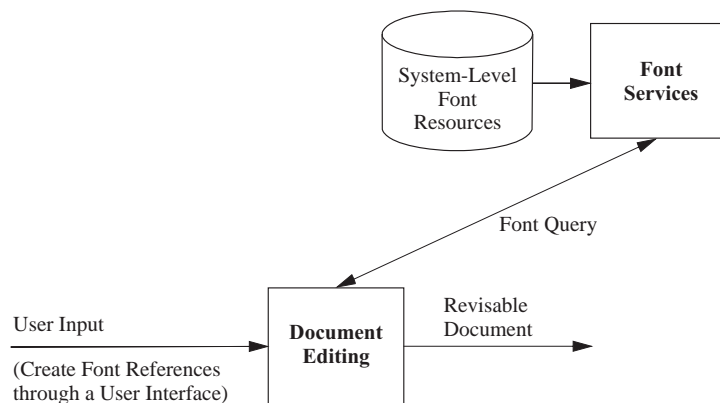 System-Level
Font
Resources
Font
Services
Font Query
User Input
(Create Font References
through a User Interface)
Document
Editing
Revisable
Document